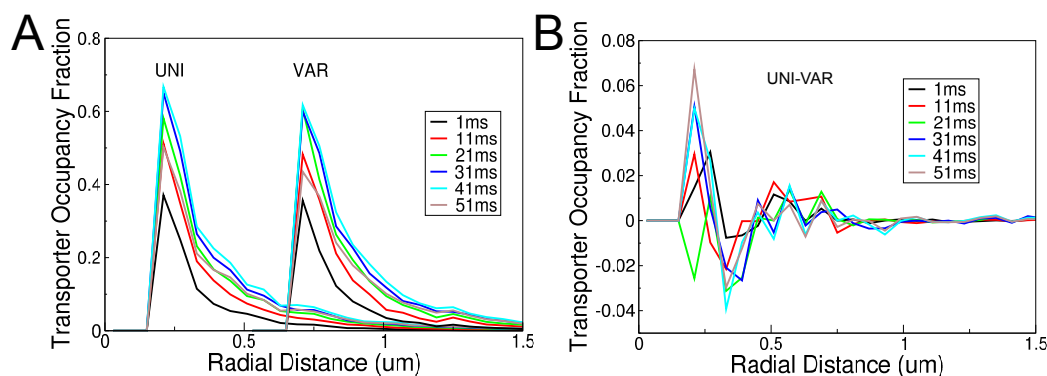 A
Transporter Occupancy Fraction
0.8
0.6
0.4
0.2
0
UNI
VAR
1ms
11ms
21ms
31ms
41ms
51ms
0
0.5
1
1.5
Radial Distance (um)
B
Transporter Occupancy Fraction
0.08
0.06
0.04
0.02
0
-0.02
-0.04
UNI-VAR
1ms
11ms
21ms
31ms
41ms
51ms
0
0.5
1
1.5
Radial Distance (um)